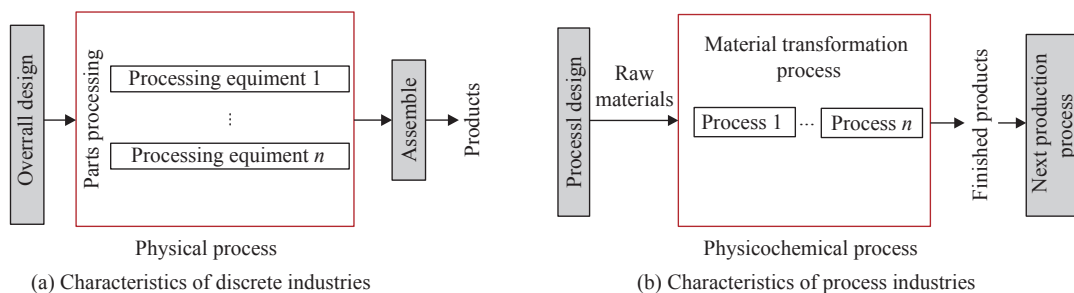 Overrall design
Parts processing
Processing equiment 1
⋮
Processing equiment n
Assemble
Products
Physical process
(a) Characteristics of discrete industries
Processl design
Raw
materials
Material transformation
process
Process 1 ... Process n
Finished products
Next production
process
Physicochemical process
(b) Characteristics of process industries